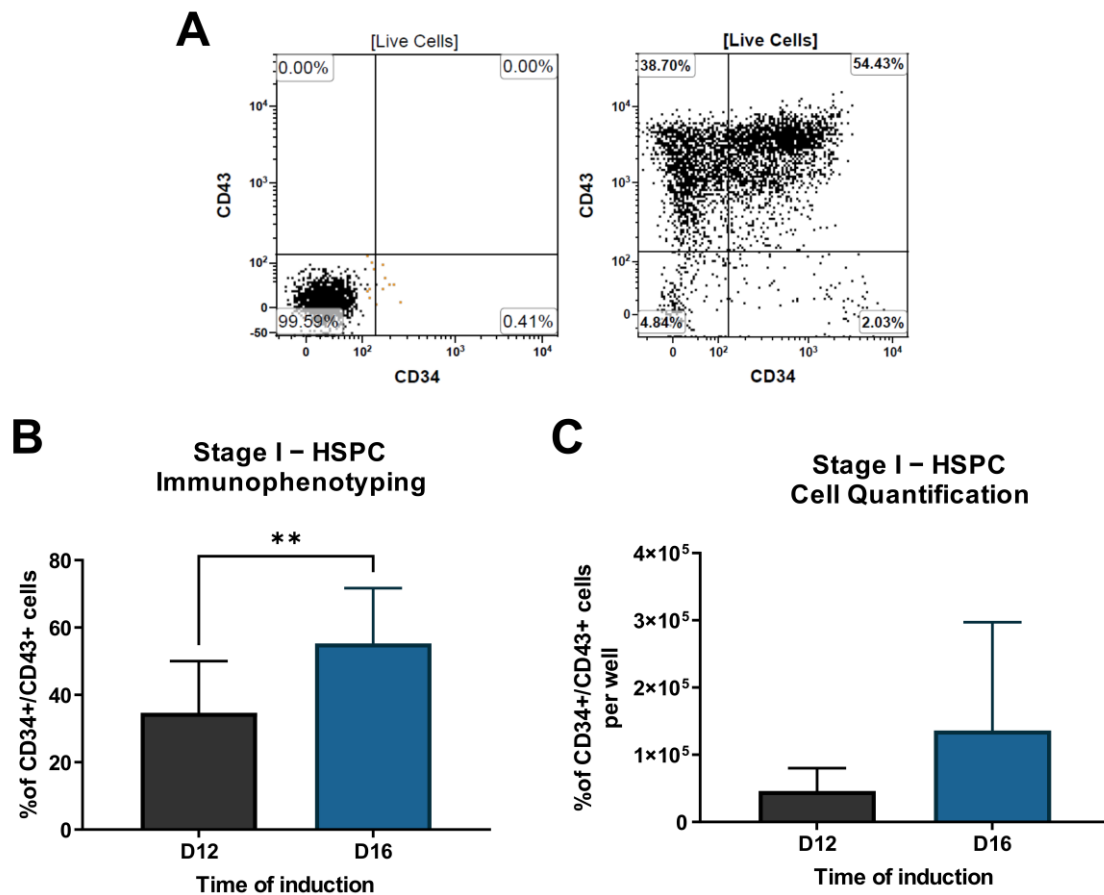 A
[Live Cells]
0.00%
0.00%
10⁴
10³
10²
0
-50
99.59%
0.41%
0
10²
10³
10⁴
CD43
CD34
[Live Cells]
38.70%
54.43%
10⁴
10³
10²
0
4.84%
2.03%
0
10²
10³
10⁴
CD43
CD34
B
Stage I – HSPC
Immunophenotyping
**
80
60
40
20
0
%of CD34+/CD43+ cells
D12
D16
Time of induction
C
Stage I – HSPC
Cell Quantification
4×10⁵
3×10⁵
2×10⁵
1×10⁵
0
%of CD34+/CD43+ cells
per well
D12
D16
Time of induction